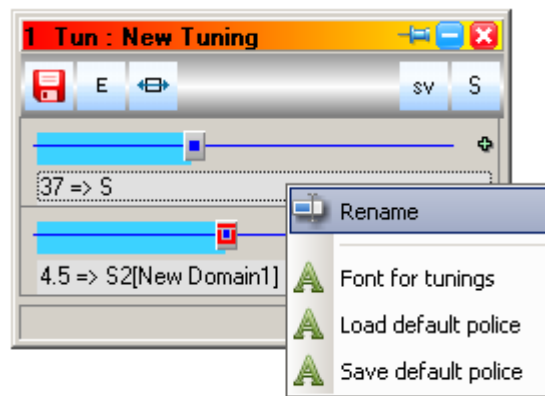 1 Tun : New Tuning
E
sv S
37 => S
Rename
4.5 => S2[New Domain1]
Font for tunings
Load default police
Save default police